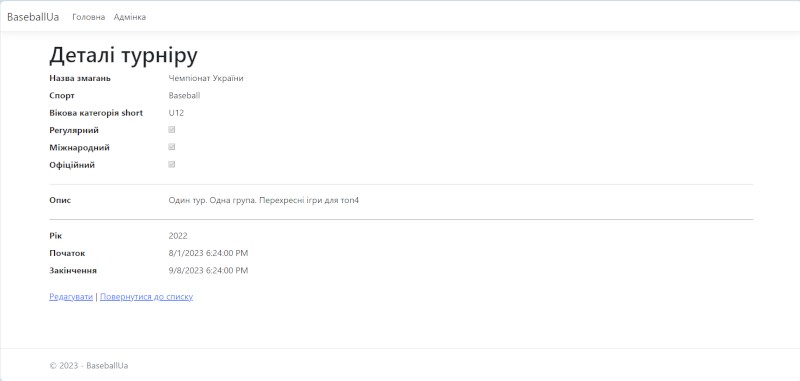 BaseballUa Головна Адмінка
Деталі турніру
Назва змагань Чемпіонат України
Спорт Baseball
Вікова категорія short U12
Регулярний
Міжнародний
Офіційний
Опис Один тур. Одна група. Перехресні ігри для топ4
Рік 2022
Початок 8/1/2023 6:24:00 PM
Закінчення 9/8/2023 6:24:00 PM
Редагувати | Повернутися до списку
© 2023 - BaseballUa